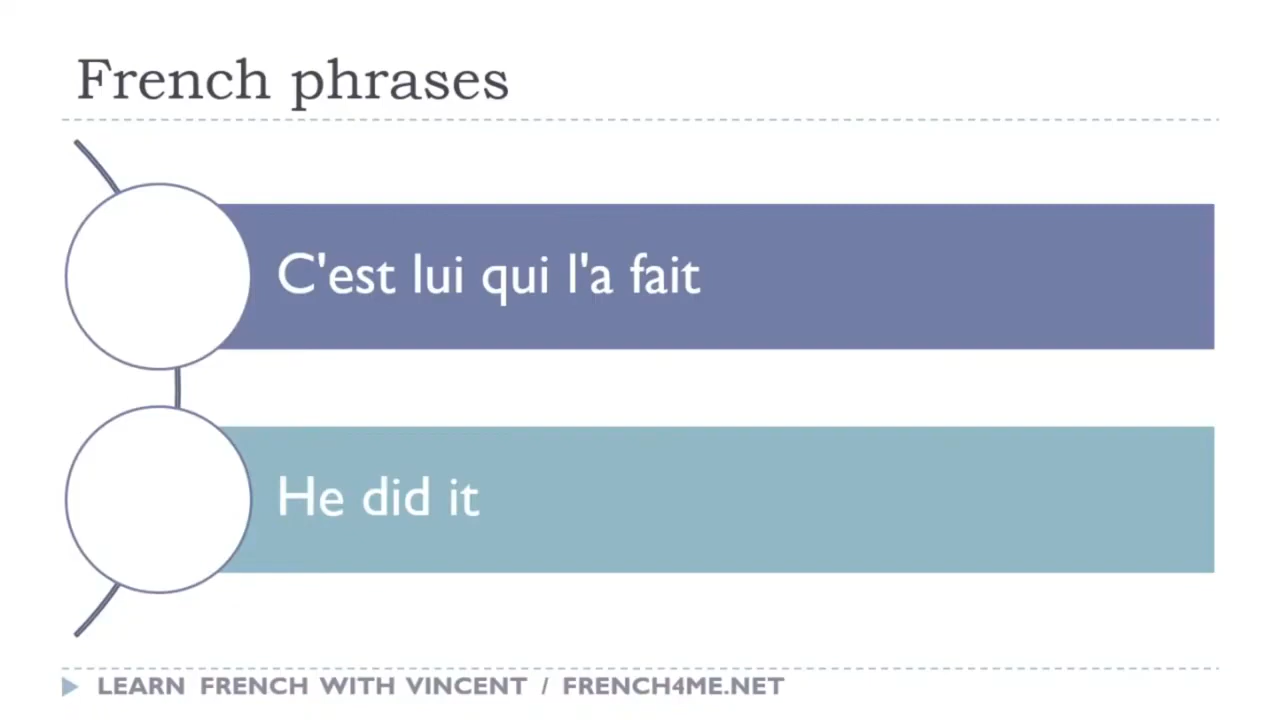 French phrases
C'est lui qui l'a fait
He did it
LEARN FRENCH WITH VINCENT / FRENCH4ME.NET